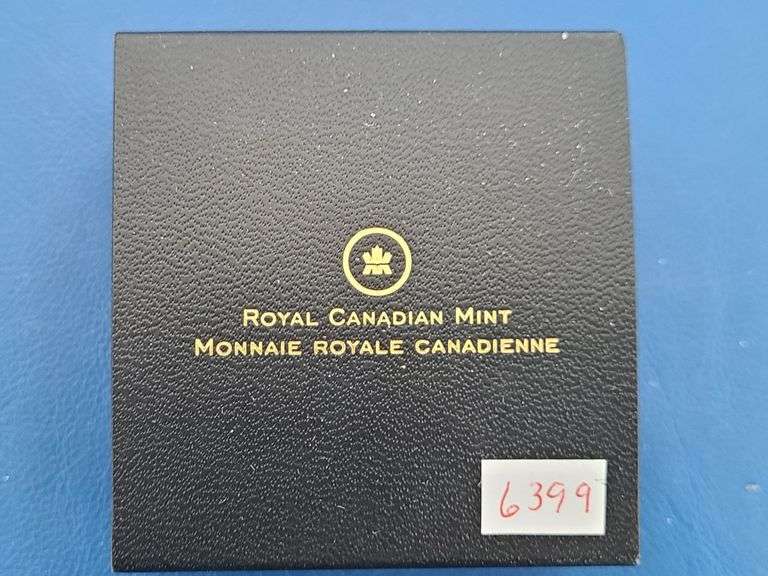 ROYAL CANADIAN MINT
MONNAIE ROYALE CANADIENNE
6399